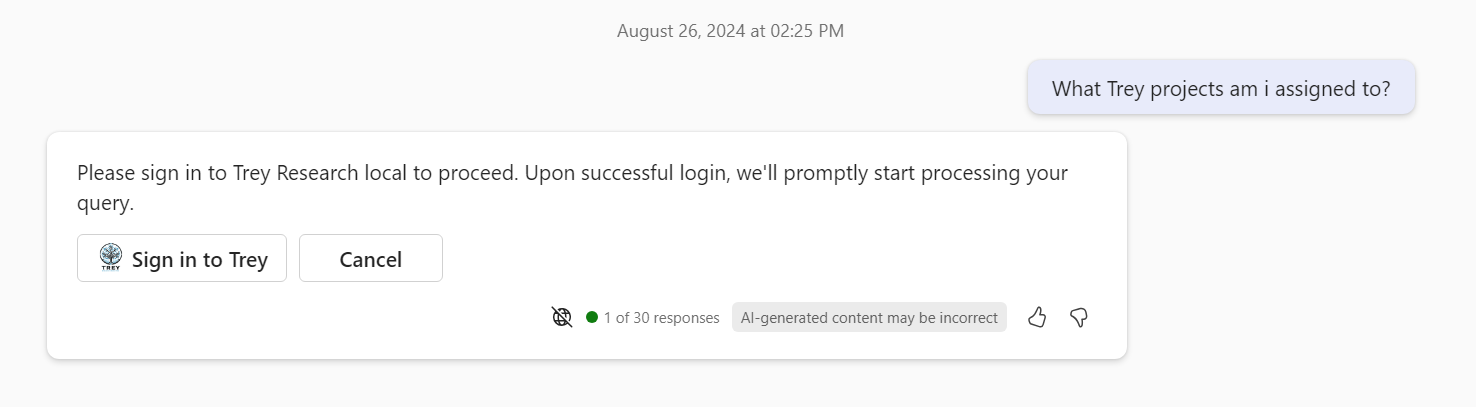 August 26, 2024 at 02:25 PM
What Trey projects am i assigned to?
Please sign in to Trey Research local to proceed. Upon successful login, we'll promptly start processing your
query.
TREY
Sign in to Trey
Cancel
1 of 30 responses
AI-generated content may be incorrect